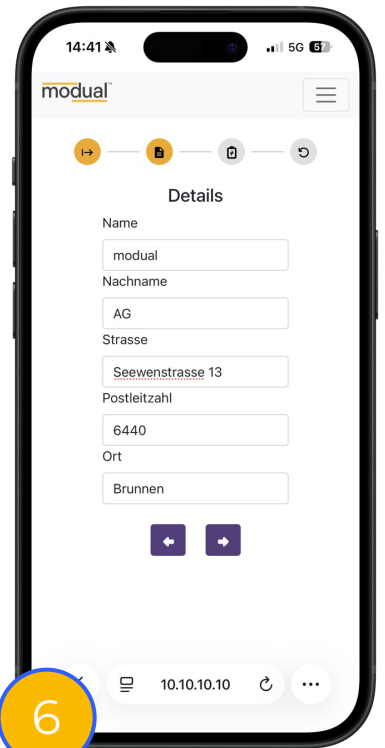 14:41
5G 57
modual™
Details
Name
modual
Nachname
AG
Strasse
Seewenstrasse 13
Postleitzahl
6440
Ort
Brunnen
10.10.10.10
6